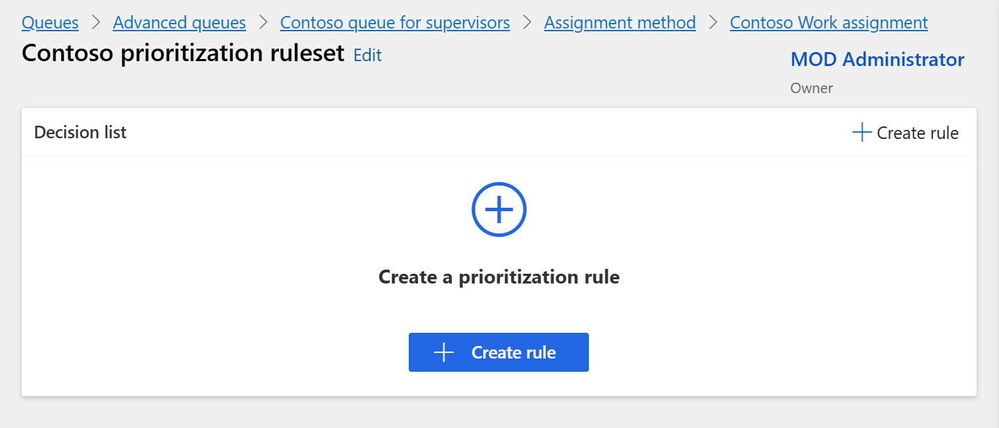 Queues > Advanced queues > Contoso queue for supervisors > Assignment method > Contoso Work assignment
Contoso prioritization ruleset Edit
MOD Administrator
Owner
Decision list
+ Create rule
Create a prioritization rule
+ Create rule